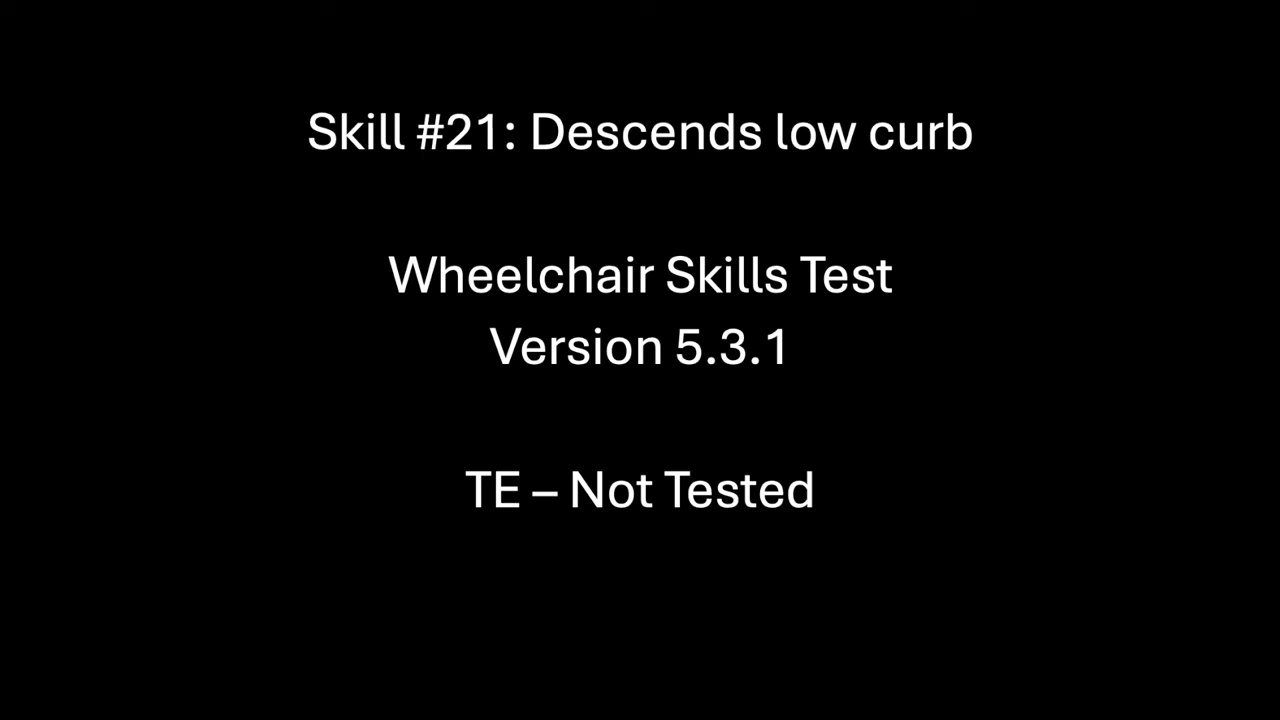 Skill #21: Descends low curb
Wheelchair Skills Test
Version 5.3.1
TE – Not Tested